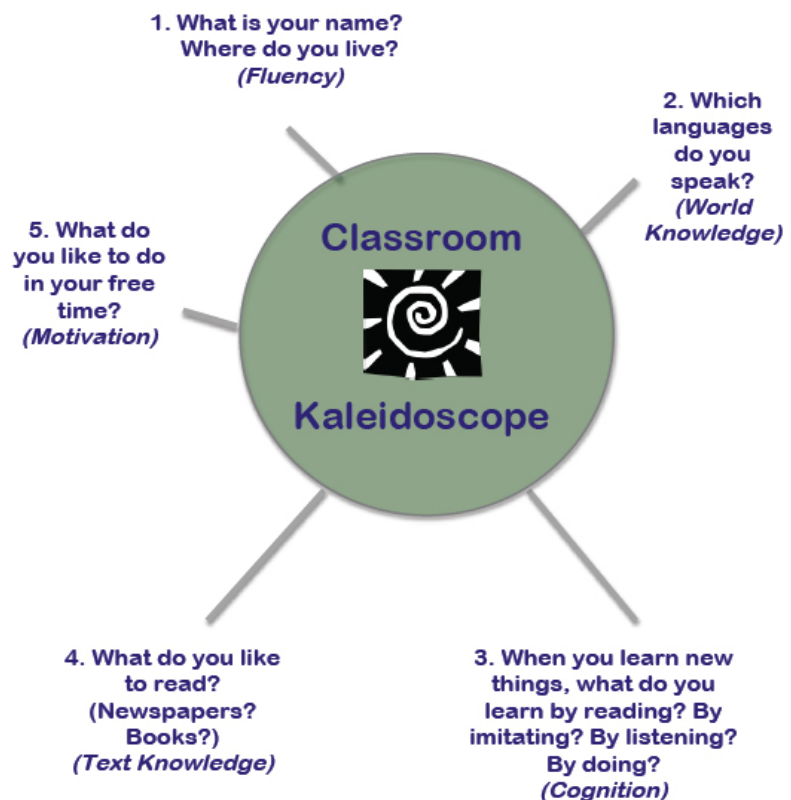 1. What is your name?
Where do you live?
(Fluency)
2. Which
languages
do you
speak?
(World
Knowledge)
5. What do
you like to do
in your free
time?
(Motivation)
Classroom
Kaleidoscope
4. What do you like
to read?
(Newspapers?
Books?)
(Text Knowledge)
3. When you learn new
things, what do you
learn by reading? By
imitating? By listening?
By doing?
(Cognition)